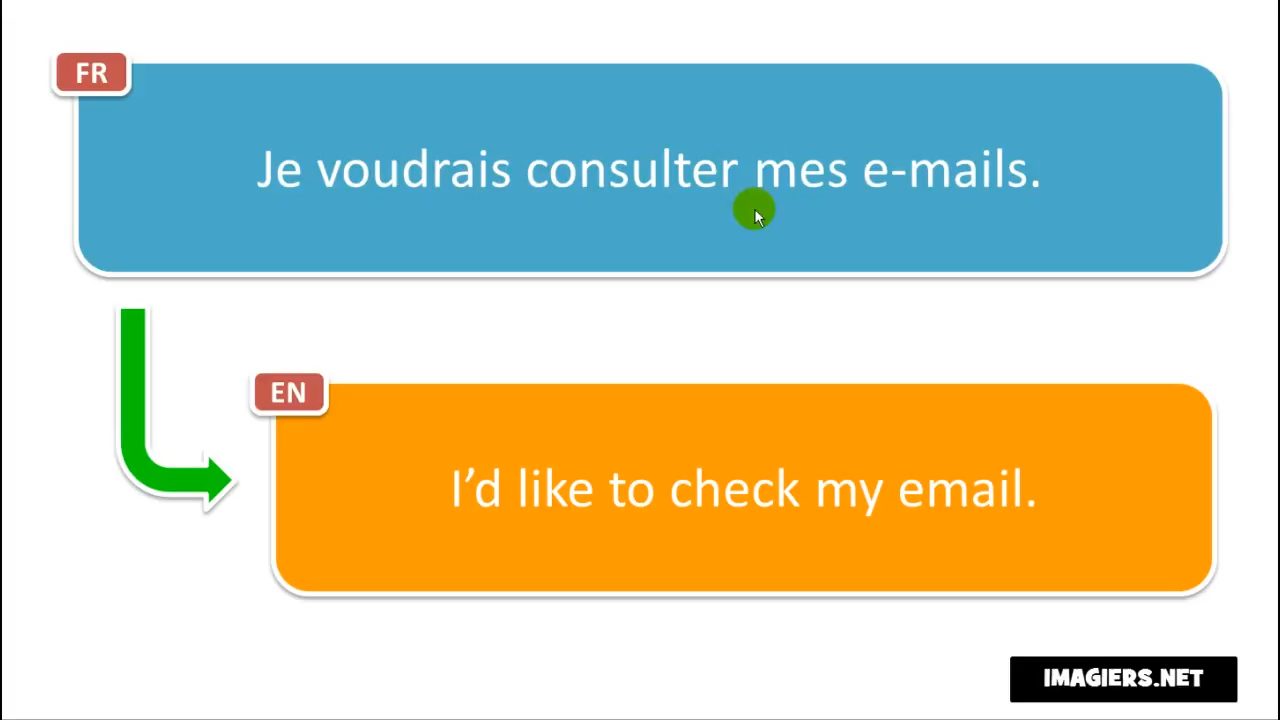 FR
Je voudrais consulter mes e-mails.
EN
I’d like to check my email.
IMAGIERS.NET